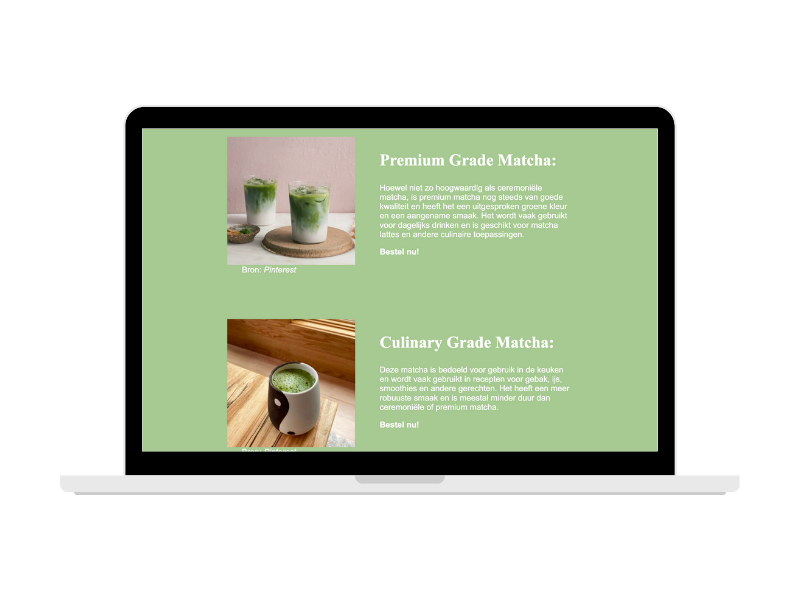 Premium Grade Matcha:
Hoewel niet zo hoogwaardig als ceremoniële
matcha, is premium matcha nog steeds van goede
kwaliteit en heeft het een uitgesproken groene kleur
en een aangename smaak. Het wordt vaak gebruikt
voor dagelijks drinken en is geschikt voor matcha
lattes en andere culinaire toepassingen.
Bestel nu!
Bron: Pinterest
Culinary Grade Matcha:
Deze matcha is bedoeld voor gebruik in de keuken
en wordt vaak gebruikt in recepten voor gebak, ijs,
smoothies en andere gerechten. Het heeft een meer
robuuste smaak en is meestal minder duur dan
ceremoniële of premium matcha.
Bestel nu!